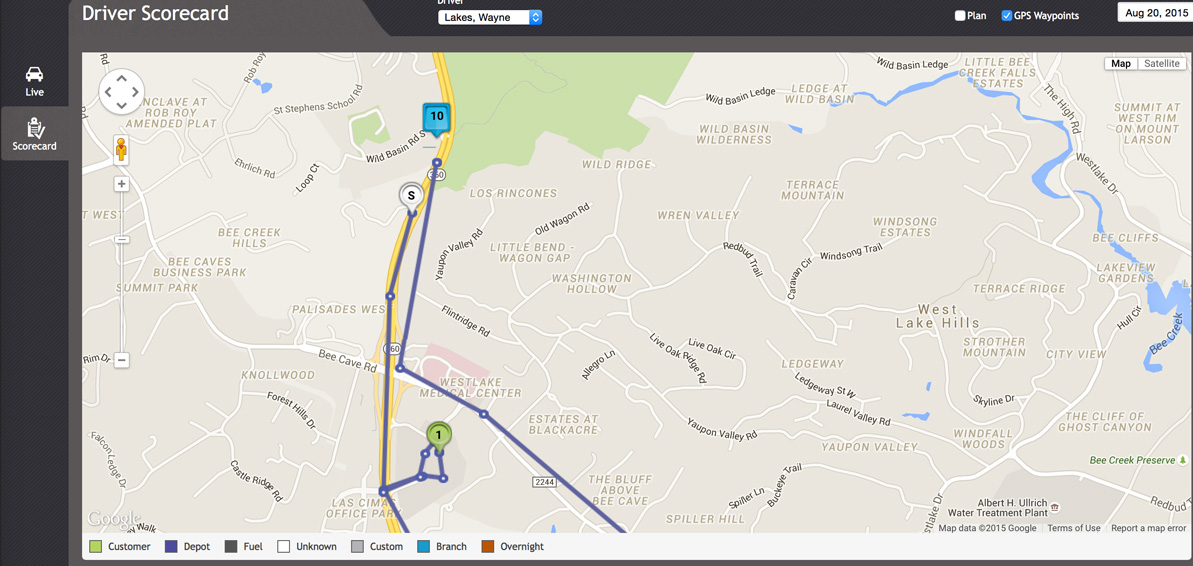 Driver
Driver Scorecard
Lakes, Wayne
Plan
GPS Waypoints
Aug 20, 2015
Live
Scorecard
Map
Satellite
Rob Roy
Rd
ENCLAVE AT
ROB ROY
AMENDED PLAT
St Stephens School Rd
Wild Basin Rd S
Ehrlich Rd
Loop Ct
10
360
S
Wild Basin Ledge
LITTLE BEE
CREEK FALLS
ESTATES
Wild Basin Ledge
LEDGE AT
WILD BASIN
The High Rd
SUMMIT AT
WEST RIM
ON MOUNT
LARSON
WILD BASIN
WILDERNESS
Westlake Dr
WILD RIDGE
LOS RINCONES
TERRACE
MOUNTAIN
T WEST
BEE CREEK
HILLS
Old Wagon Rd
WREN VALLEY
WINDSONG
ESTATES
Yaupon Valley Rd
LITTLE BEND -
WAGON GAP
Redbud Trail
Windsong Trail
Caravan Cir
BEE CLIFFS
BEE CAVES
BUSINESS PARK
SUMMIT PARK
WASHINGTON
HOLLOW
LAKEVIEW
GARDENS
TERRACE RIDGE
PALISADES WEST
Flintridge Rd
West
Lake Hills
Hull Cir
Bee Creek
Rim Dr
Bee Cave Rd
360
Live Oak Cir
Live Oak Ridge Rd
Allegro Ln
STROTHER
MOUNTAIN
CITY VIEW
KNOLLWOOD
WESTLAKE
MEDICAL CENTER
LEDGEWAY
Ledgeway St W
Skyline Dr
Forest Hills Dr
Laurel Valley Rd
ESTATES AT
BLACKACRE
Yaupon Valley Rd
WINDFALL
WOODS
THE CLIFF OF
GHOST CANYON
1
YAUPON VALLEY
Falcon Ledge Dr
Castle Ridge Rd
2244
THE BLUFF
ABOVE
BEE CAVE
Buckeye Trail
Spiller Ln
Bee Creek Preserve
LAS CIMAS
OFFICE PARK
SPILLER HILL
Albert H. Ullrich
Water Treatment Plant
stlake Dr
Redbud T
Google
y Walk
Map data ©2015 Google
Terms of Use
Report a map error
Customer
Depot
Fuel
Unknown
Custom
Branch
Overnight